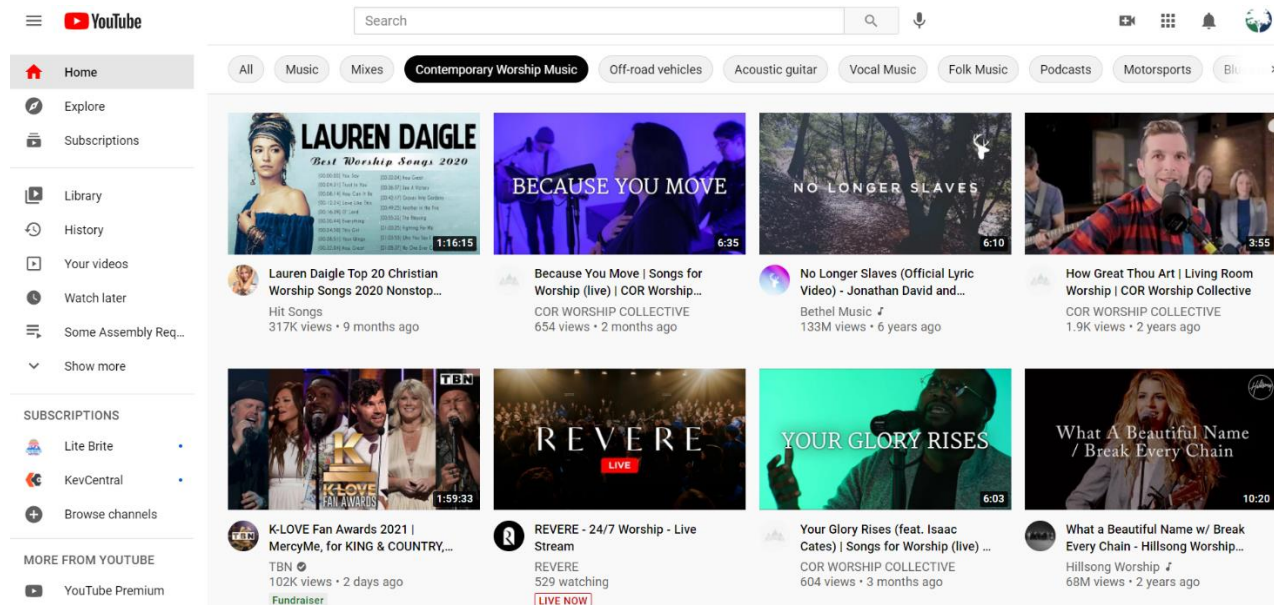 YouTube
Search
Home
Explore
Subscriptions
Library
History
Your videos
Watch later
Some Assembly Req...
Show more
SUBSCRIPTIONS
Lite Brite
KevCentral
Browse channels
MORE FROM YOUTUBE
YouTube Premium
All Music Mixes Contemporary Worship Music Off-road vehicles Acoustic guitar Vocal Music Folk Music Podcasts Motorsports
LAUREN DAIGLE
Best Worship Songs 2020
1:16:15
Lauren Daigle Top 20 Christian
Worship Songs 2020 Nonstop...
Hit Songs
317K views • 9 months ago
BECAUSE YOU MOVE
6:35
Because You Move | Songs for
Worship (live) | COR Worship...
COR WORSHIP COLLECTIVE
654 views • 2 months ago
NO LONGER SLAVES
6:10
No Longer Slaves (Official Lyric
Video) - Jonathan David and...
Bethel Music
133M views • 6 years ago
3:55
How Great Thou Art | Living Room
Worship | COR Worship Collective
COR WORSHIP COLLECTIVE
1.9K views • 2 years ago
TBN
K
K-LOVE
FAN AWARDS
1:59:33
K-LOVE Fan Awards 2021 |
MercyMe, for KING & COUNTRY,...
TBN
102K views • 2 days ago
Fundraiser
REVERE
LIVE
REVERE - 24/7 Worship - Live
Stream
REVERE
529 watching
LIVE NOW
YOUR GLORY RISES
6:03
Your Glory Rises (feat. Isaac
Cates) | Songs for Worship (live) ...
COR WORSHIP COLLECTIVE
604 views • 3 months ago
What A Beautiful Name
/ Break Every Chain
10:20
What a Beautiful Name w/ Break
Every Chain - Hillsong Worship...
Hillsong Worship
68M views • 2 years ago